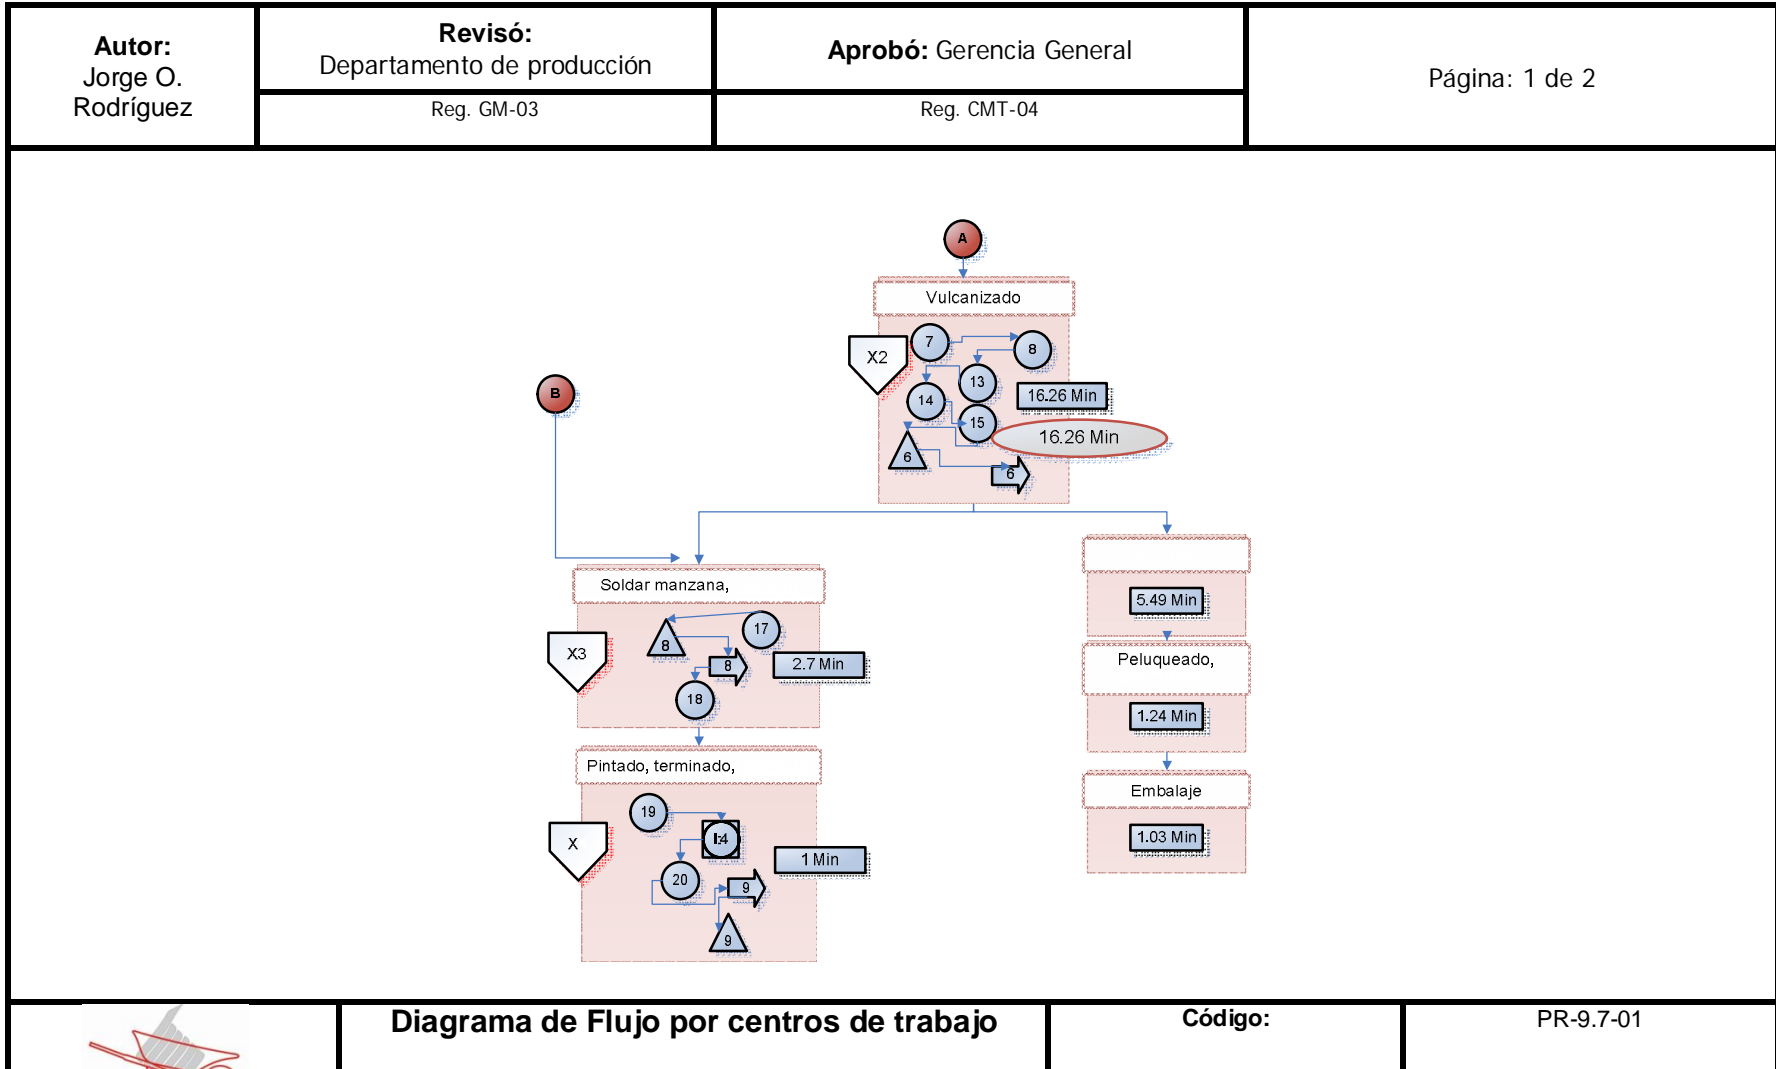 Autor:
Jorge O.
Rodríguez
Revisó:
Departamento de producción
Aprobó: Gerencia General
Página: 1 de 2
Reg. GM-03
Reg. CMT-04
A
Vulcanizado
X2
7
8
13
14
16.26 Min
15
16.26 Min
6
6
B
Soldar manzana,
X3
17
8
8
2.7 Min
18
5.49 Min
Peluqueado,
1.24 Min
Pintado, terminado,
X
19
I:4
1 Min
20
9
9
Embalaje
1.03 Min
Diagrama de Flujo por centros de trabajo
Código:
PR-9.7-01